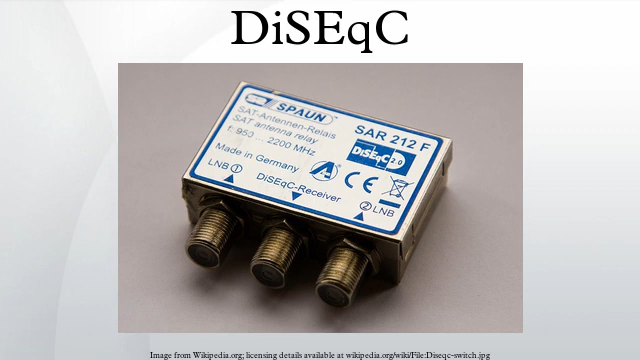 DiSEqC
SPAUN
SAR 212 F
SAT-Antennen-Relais
SAT antenna relay
f: 950 ... 2200 MHz
DiSEqC 2.0
Made in Germany
CE
LNB ①
DiSEqC-Receiver
② LNB
Image from Wikipedia.org; licensing details available at wikipedia.org/wiki/File:Diseqc-switch.jpg